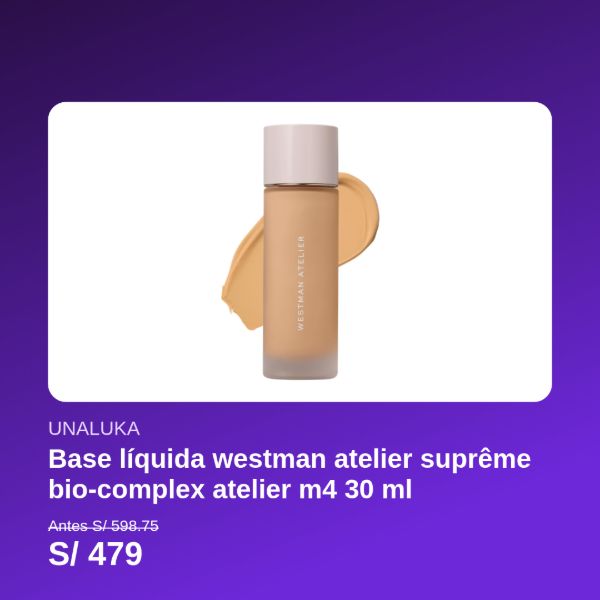 WESTMAN ATELIER
UNALUKA
Base líquida westman atelier suprême
bio-complex atelier m4 30 ml
Antes S/ 598.75
S/ 479